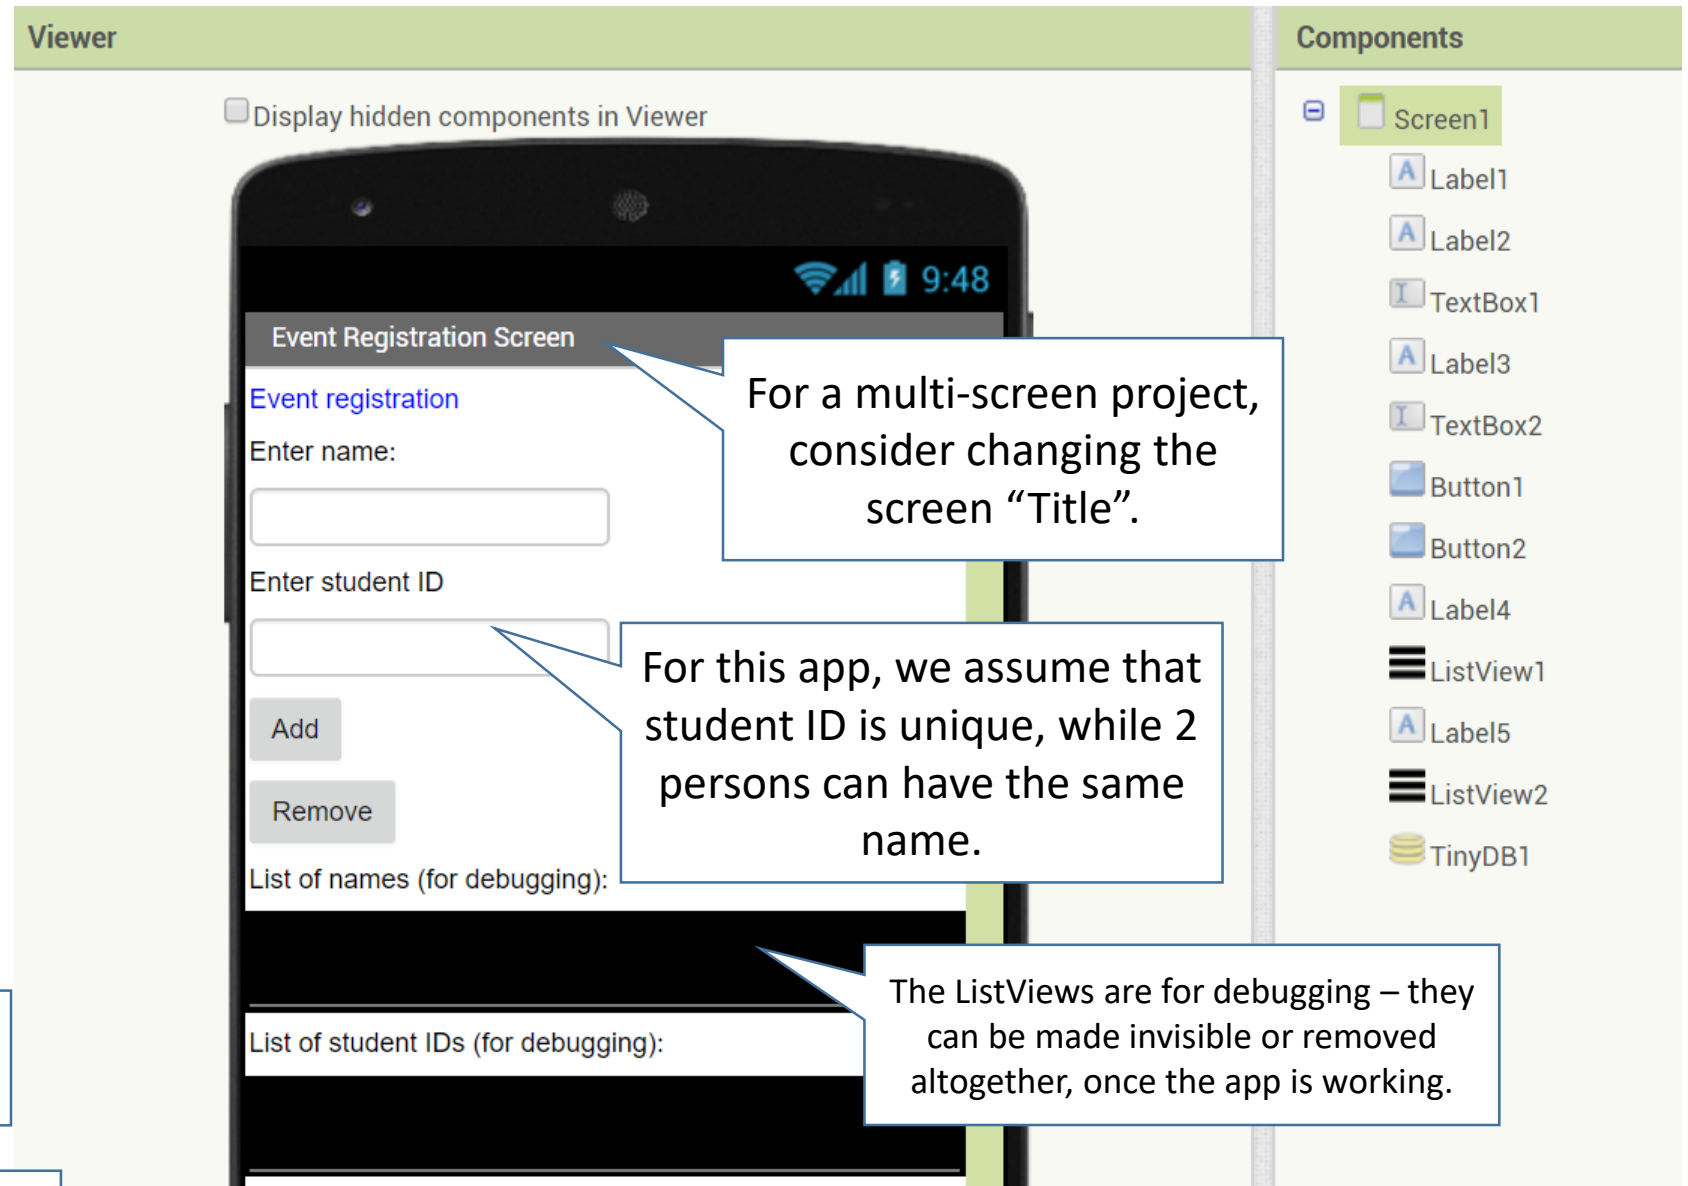 Viewer
Display hidden components in Viewer
9:48
Event Registration Screen
Event registration
Enter name:
Enter student ID
Add
Remove
List of names (for debugging):
List of student IDs (for debugging):
For a multi-screen project,
consider changing the
screen “Title”.
For this app, we assume that
student ID is unique, while 2
persons can have the same
name.
The ListViews are for debugging – they
can be made invisible or removed
altogether, once the app is working.
Components
Screen1
A Label1
A Label2
TextBox1
A Label3
TextBox2
Button1
Button2
A Label4
ListView1
A Label5
ListView2
TinyDB1